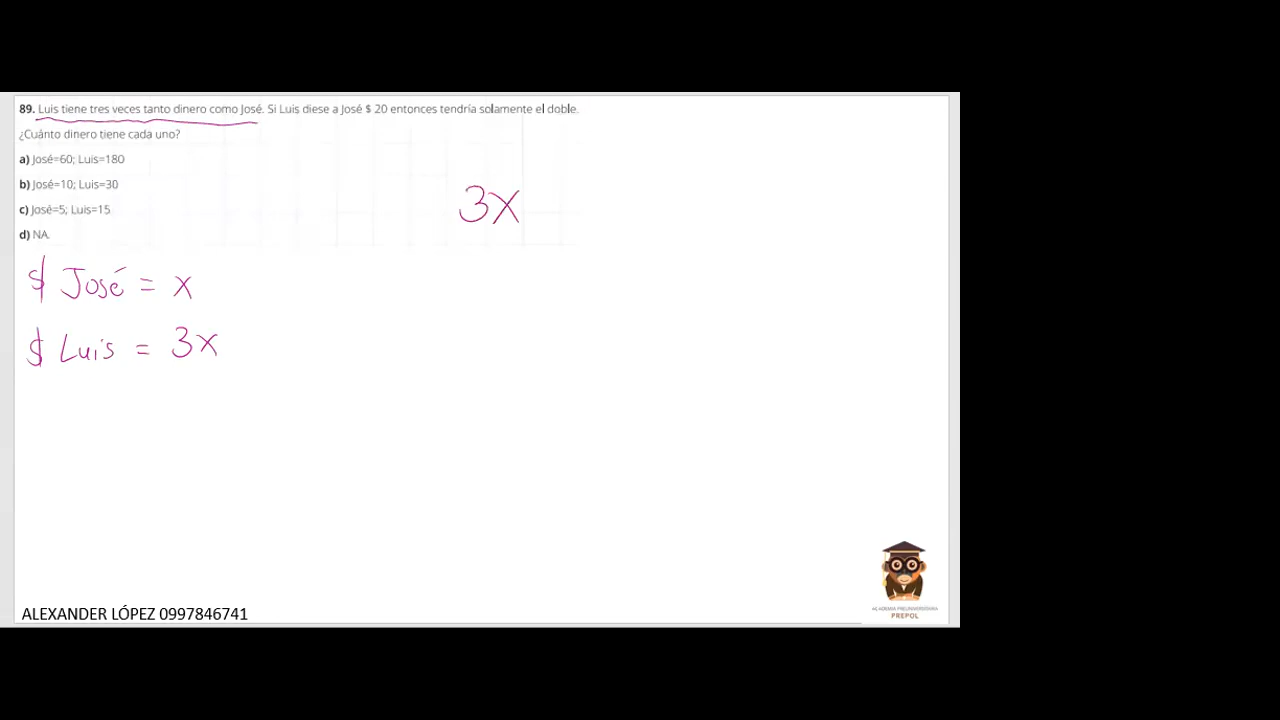 89. Luis tiene tres veces tanto dinero como José. Si Luis diese a José $ 20 entonces tendría solamente el doble.
¿Cuánto dinero tiene cada uno?
a) José=60; Luis=180
b) José=10; Luis=30
c) José=5; Luis=15
d) NA.
3X
$ José = x
$ Luis = 3x
ACADEMIA PREUNIVERSITARIA
PREPOL
ALEXANDER LÓPEZ 0997846741